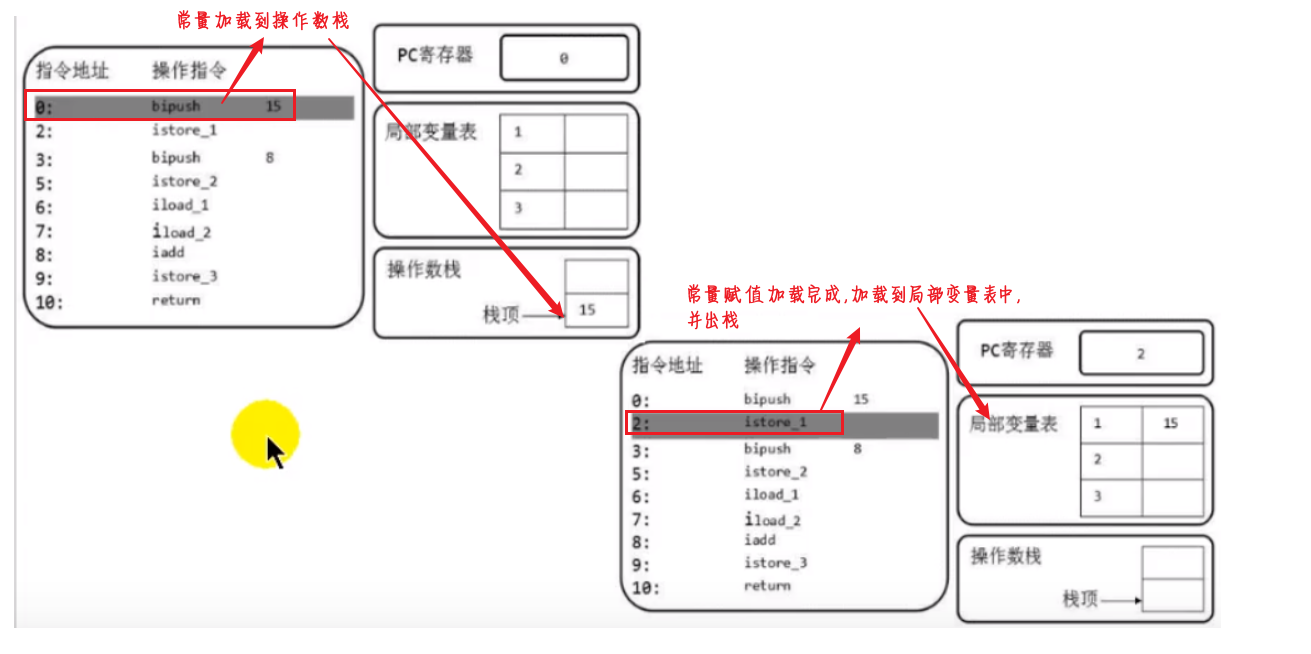 常量加载到操作数栈
指令地址 操作指令
0: bipush 15
2: istore_1
3: bipush 8
5: istore_2
6: iload_1
7: iload_2
8: iadd
9: istore_3
10: return
PC寄存器 0
局部变量表 1
2
3
操作数栈
栈顶 15
常量赋值加载完成,加载到局部变量表中,
并出栈
指令地址 操作指令
0: bipush 15
2: istore_1
3: bipush 8
5: istore_2
6: iload_1
7: iload_2
8: iadd
9: istore_3
10: return
PC寄存器 2
局部变量表 1 15
2
3
操作数栈
栈顶